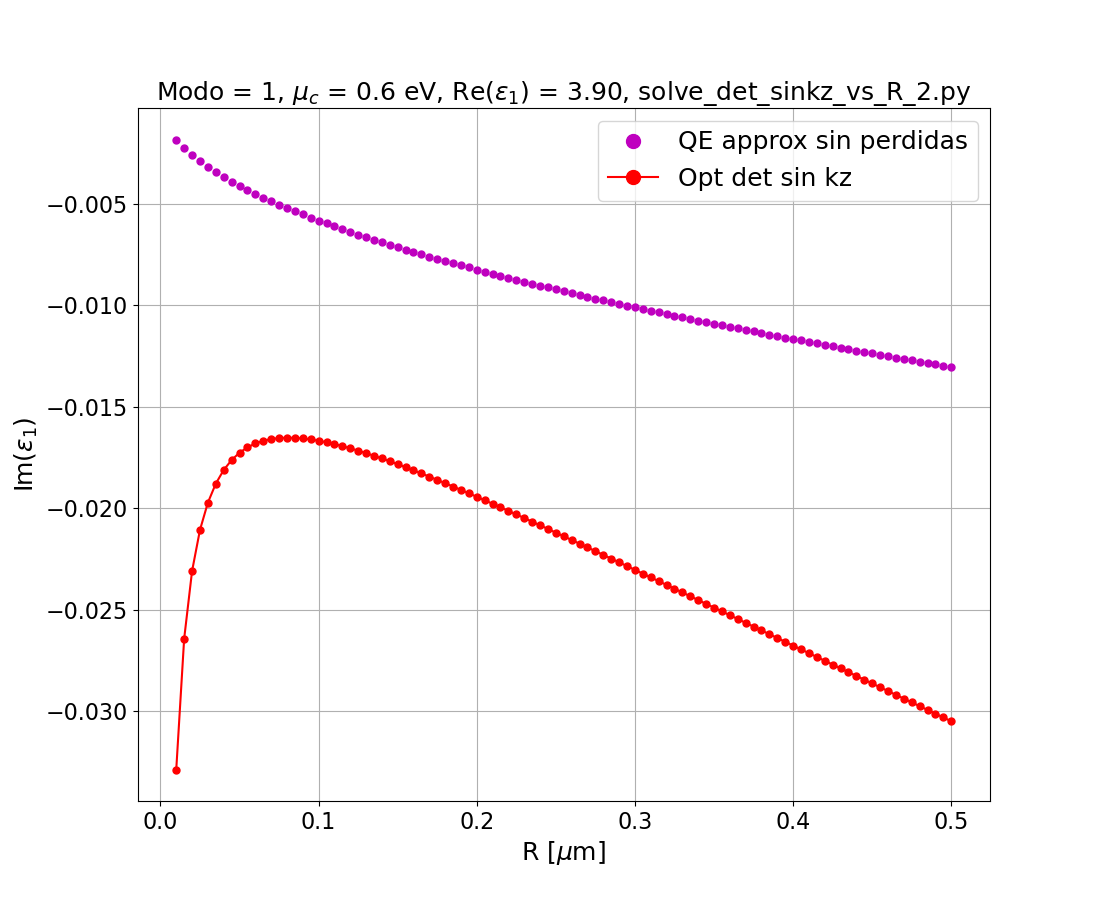 Modo = 1, μ_c = 0.6 eV, Re(ε₁) = 3.90, solve_det_sinkz_vs_R_2.py
QE approx sin perdidas
Opt det sin kz
−0.005
−0.010
−0.015
−0.020
−0.025
−0.030
Im(ε₁)
0.0 0.1 0.2 0.3 0.4 0.5
R [μm]